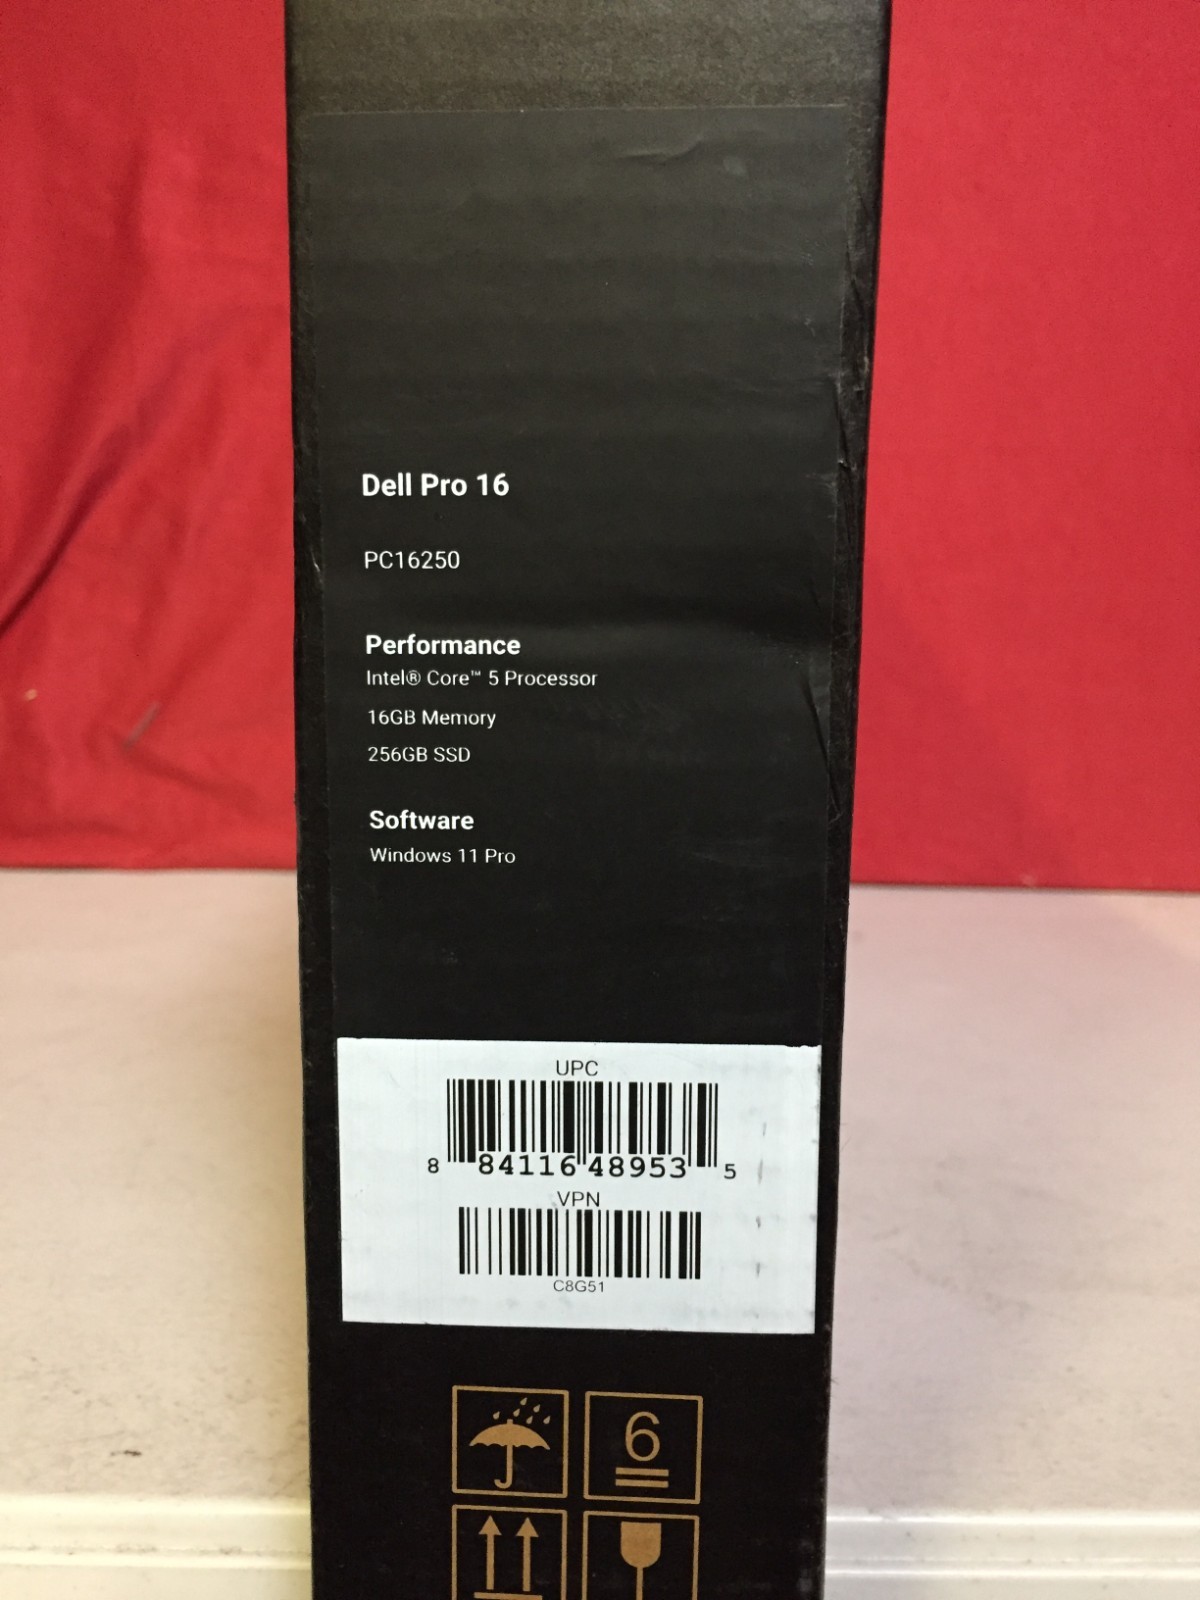 Dell Pro 16
PC16250
Performance
Intel® Core™ 5 Processor
16GB Memory
256GB SSD
Software
Windows 11 Pro
UPC
8 84116 48953 5
VPN
C8G51
6